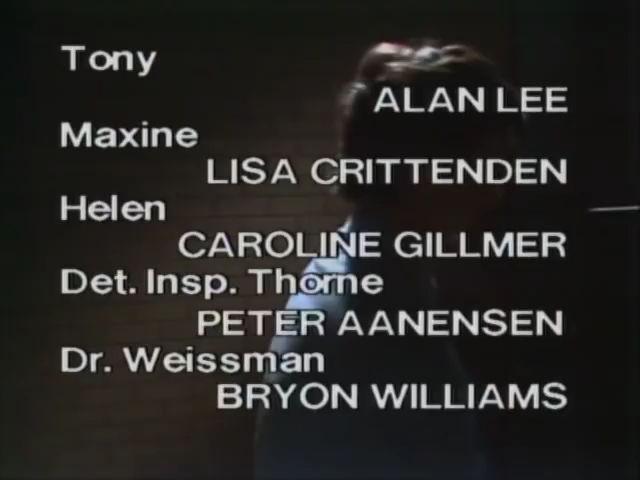 Tony
ALAN LEE
Maxine
LISA CRITTENDEN
Helen
CAROLINE GILLMER
Det. Insp. Thorne
PETER AANENSEN
Dr. Weissman
BRYON WILLIAMS